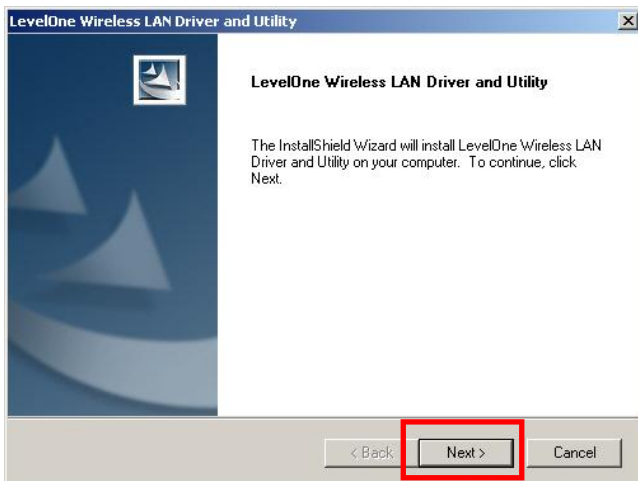 LevelOne Wireless LAN Driver and Utility
LevelOne Wireless LAN Driver and Utility
The InstallShield Wizard will install LevelOne Wireless LAN
Driver and Utility on your computer. To continue, click
Next.
< Back
Next >
Cancel